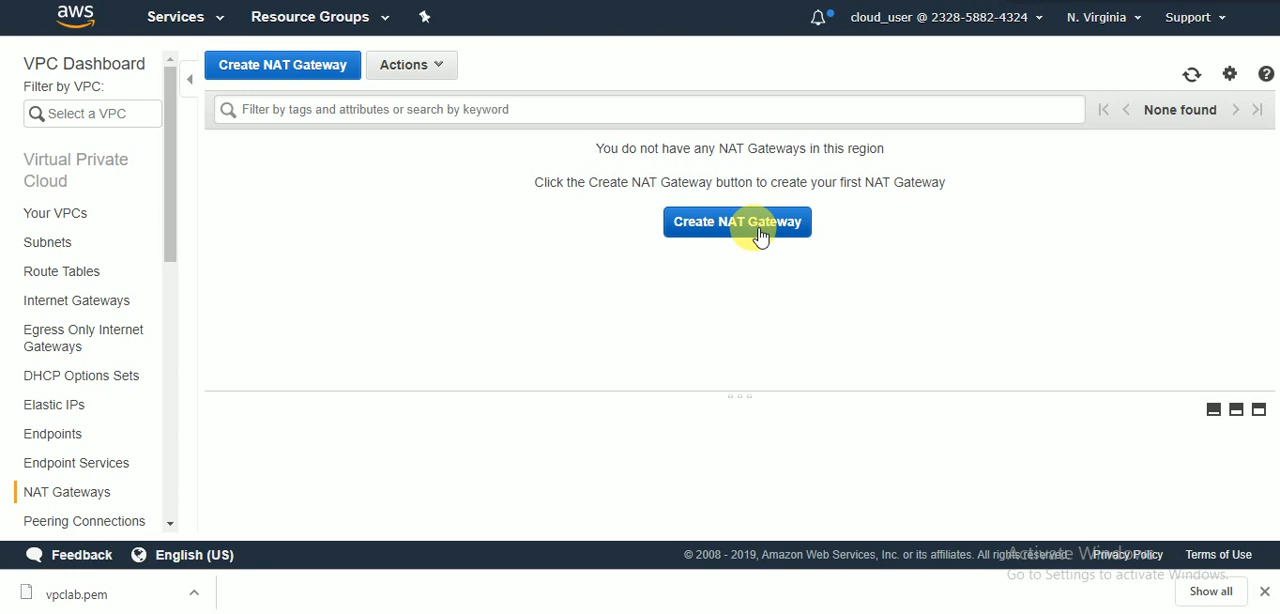 aws
Services
Resource Groups
cloud_user @ 2328-5882-4324
N. Virginia
Support
VPC Dashboard
Filter by VPC:
Select a VPC
Virtual Private
Cloud
Your VPCs
Subnets
Route Tables
Internet Gateways
Egress Only Internet
Gateways
DHCP Options Sets
Elastic IPs
Endpoints
Endpoint Services
NAT Gateways
Peering Connections
Create NAT Gateway
Actions
Filter by tags and attributes or search by keyword
None found
You do not have any NAT Gateways in this region
Click the Create NAT Gateway button to create your first NAT Gateway
Create NAT Gateway
Feedback
English (US)
© 2008 - 2019, Amazon Web Services, Inc. or its affiliates. All rights reserved.
Privacy Policy
Terms of Use
Activate Windows
Go to Settings to activate Windows.
vpclab.pem
Show all